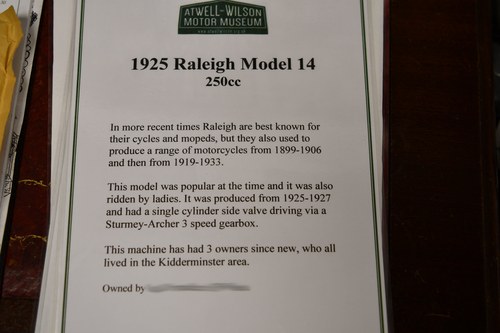 ATWELL-WILSON
MOTOR MUSEUM
1925 Raleigh Model 14
250cc
In more recent times Raleigh are best known for
their cycles and mopeds, but they also used to
produce a range of motorcycles from 1899-1906
and then from 1919-1933.
This model was popular at the time and it was also
ridden by ladies. It was produced from 1925-1927
and had a single cylinder side valve driving via a
Sturmey-Archer 3 speed gearbox.
This machine has had 3 owners since new, who all
lived in the Kidderminster area.
Owned by